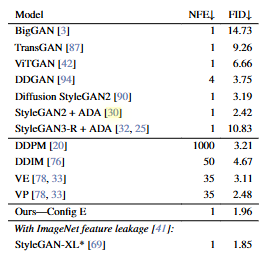 Model NFE↓ FID↓
BigGAN [3] 1 14.73
TransGAN [87] 1 9.26
ViTGAN [42] 1 6.66
DDGAN [94] 4 3.75
Diffusion StyleGAN2 [90] 1 3.19
StyleGAN2 + ADA [30] 1 2.42
StyleGAN3-R + ADA [32, 25] 1 10.83
DDPM [20] 1000 3.21
DDIM [76] 50 4.67
VE [78, 33] 35 3.11
VP [78, 33] 35 2.48
Ours—Config E 1 1.96
With ImageNet feature leakage [41]:
StyleGAN-XL* [69] 1 1.85